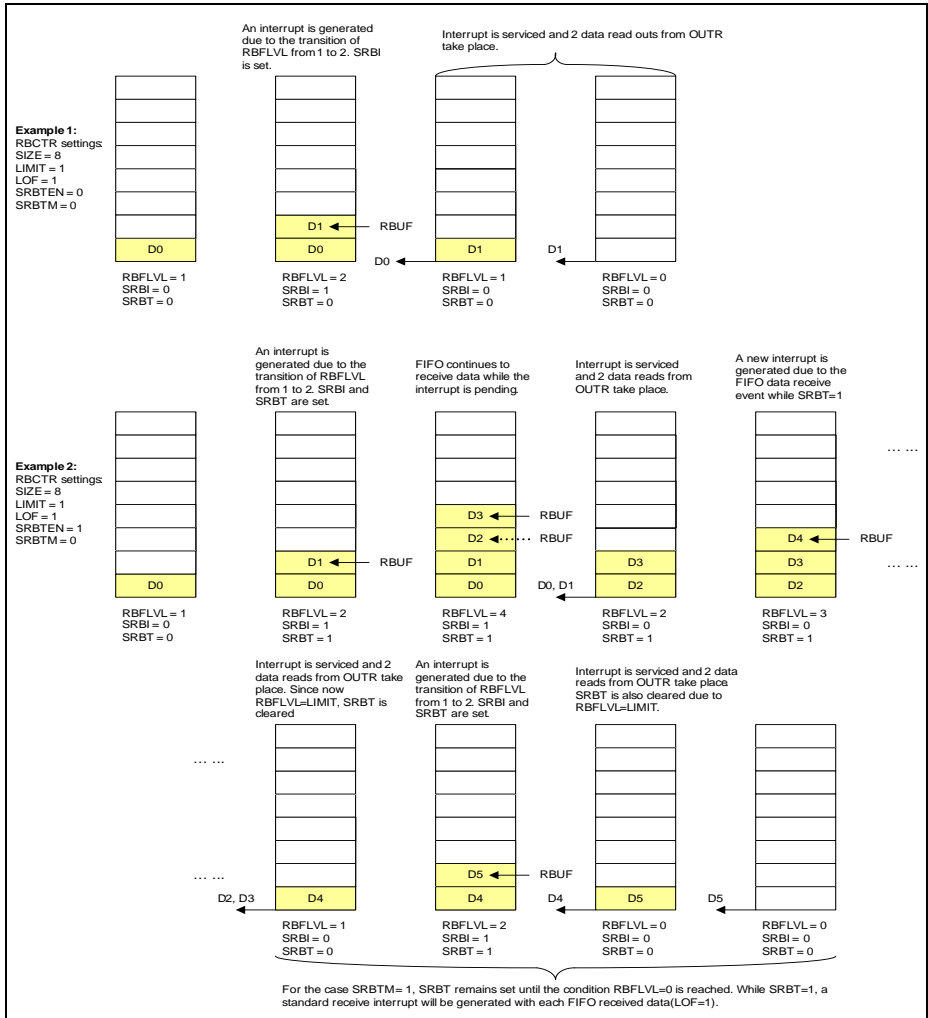 An interrupt is generated
due to the transition of
RBFLVL from 1 to 2. SRBI
is set.
Interrupt is serviced and 2 data read outs from OUTR
take place.
Example 1:
RBCTR settings:
SIZE = 8
LIMIT = 1
LOF = 1
SRBTEN = 0
SRBTM = 0
D0
D1
RBUF
D0
D0
D1
D1
RBFLVL = 1
SRBI = 0
SRBT = 0
RBFLVL = 2
SRBI = 1
SRBT = 0
RBFLVL = 1
SRBI = 0
SRBT = 0
RBFLVL = 0
SRBI = 0
SRBT = 0
An interrupt is
generated due to the
transition of RBFLVL
from 1 to 2. SRBI and
SRBT are set.
FIFO continues to
receive data while the
interrupt is pending.
Interrupt is serviced
and 2 data reads from
OUTR take place.
A new interrupt is
generated due to the
FIFO data receive
event while SRBT=1
Example 2:
RBCTR settings:
SIZE = 8
LIMIT = 1
LOF = 1
SRBTEN = 1
SRBTM = 0
... ...
D0
D1
RBUF
D0
D3
RBUF
D2
RBUF
D1
D0
D0, D1
D3
D2
D4
RBUF
D3
D2
... ...
RBFLVL = 1
SRBI = 0
SRBT = 0
RBFLVL = 2
SRBI = 1
SRBT = 1
RBFLVL = 4
SRBI = 1
SRBT = 1
RBFLVL = 2
SRBI = 0
SRBT = 1
RBFLVL = 3
SRBI = 0
SRBT = 1
Interrupt is serviced and 2
data reads from OUTR take
place. Since now
RBFLVL=LIMIT, SRBT is
cleared
An interrupt is
generated due to the
transition of RBFLVL
from 1 to 2. SRBI and
SRBT are set.
Interrupt is serviced and 2 data
reads from OUTR take place.
SRBT is also cleared due to
RBFLVL=LIMIT.
... ...
... ...
D2, D3
D4
D5
RBUF
D4
D4
D5
D5
RBFLVL = 1
SRBI = 0
SRBT = 0
RBFLVL = 2
SRBI = 1
SRBT = 1
RBFLVL = 0
SRBI = 0
SRBT = 0
RBFLVL = 0
SRBI = 0
SRBT = 0
For the case SRBTM= 1, SRBT remains set until the condition RBFLVL=0 is reached. While SRBT=1, a
standard receive interrupt will be generated with each FIFO received data(LOF=1).